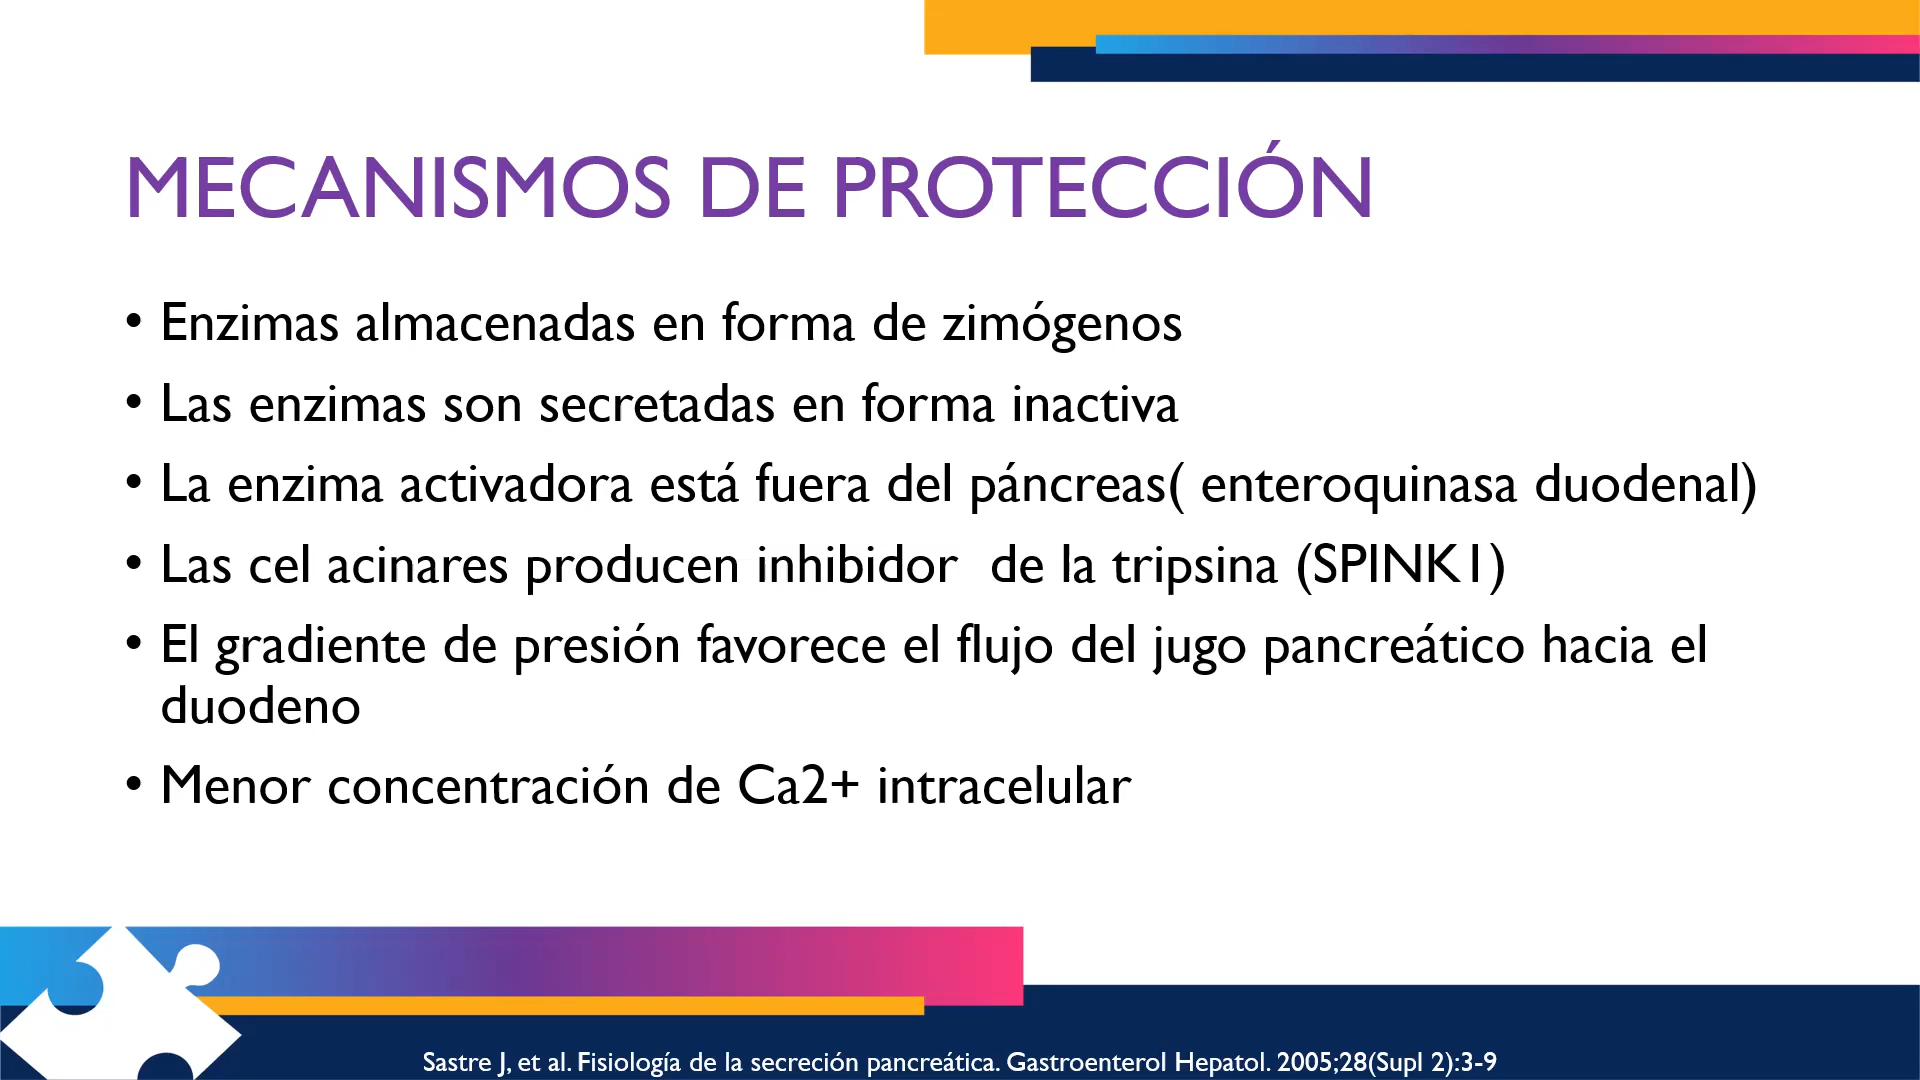 MECANISMOS DE PROTECCIÓN
• Enzimas almacenadas en forma de zimógenos
• Las enzimas son secretadas en forma inactiva
• La enzima activadora está fuera del páncreas( enteroquinasa duodenal)
• Las cel acinares producen inhibidor  de la tripsina (SPINK1)
• El gradiente de presión favorece el flujo del jugo pancreático hacia el
duodeno
• Menor concentración de Ca2+ intracelular
Sastre J, et al. Fisiología de la secreción pancreática. Gastroenterol Hepatol. 2005;28(Supl 2):3-9